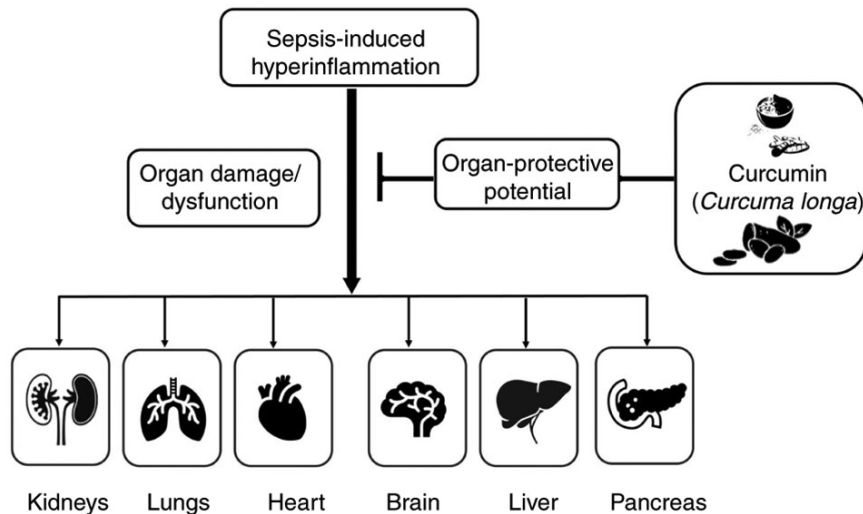 Sepsis-induced
hyperinflammation
Organ damage/
dysfunction
Organ-protective
potential
Curcumin
(Curcuma longa)
Kidneys
Lungs
Heart
Brain
Liver
Pancreas